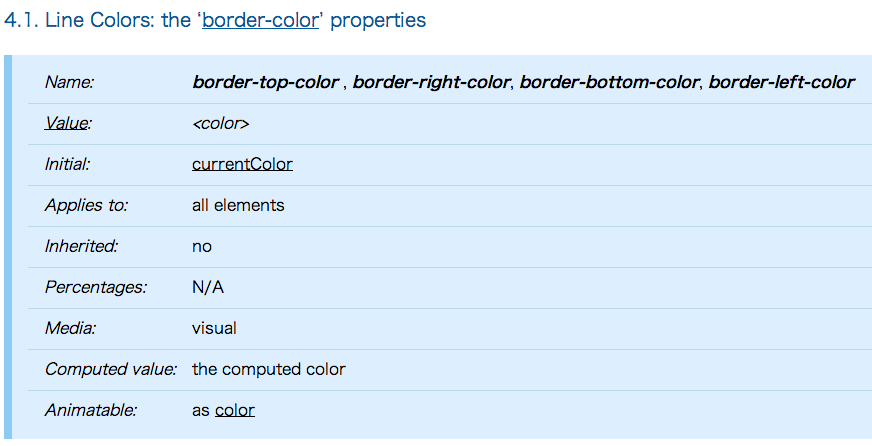 4.1. Line Colors: the ‘border-color’ properties
Name: border-top-color , border-right-color, border-bottom-color, border-left-color
Value: <color>
Initial: currentColor
Applies to: all elements
Inherited: no
Percentages: N/A
Media: visual
Computed value: the computed color
Animatable: as color